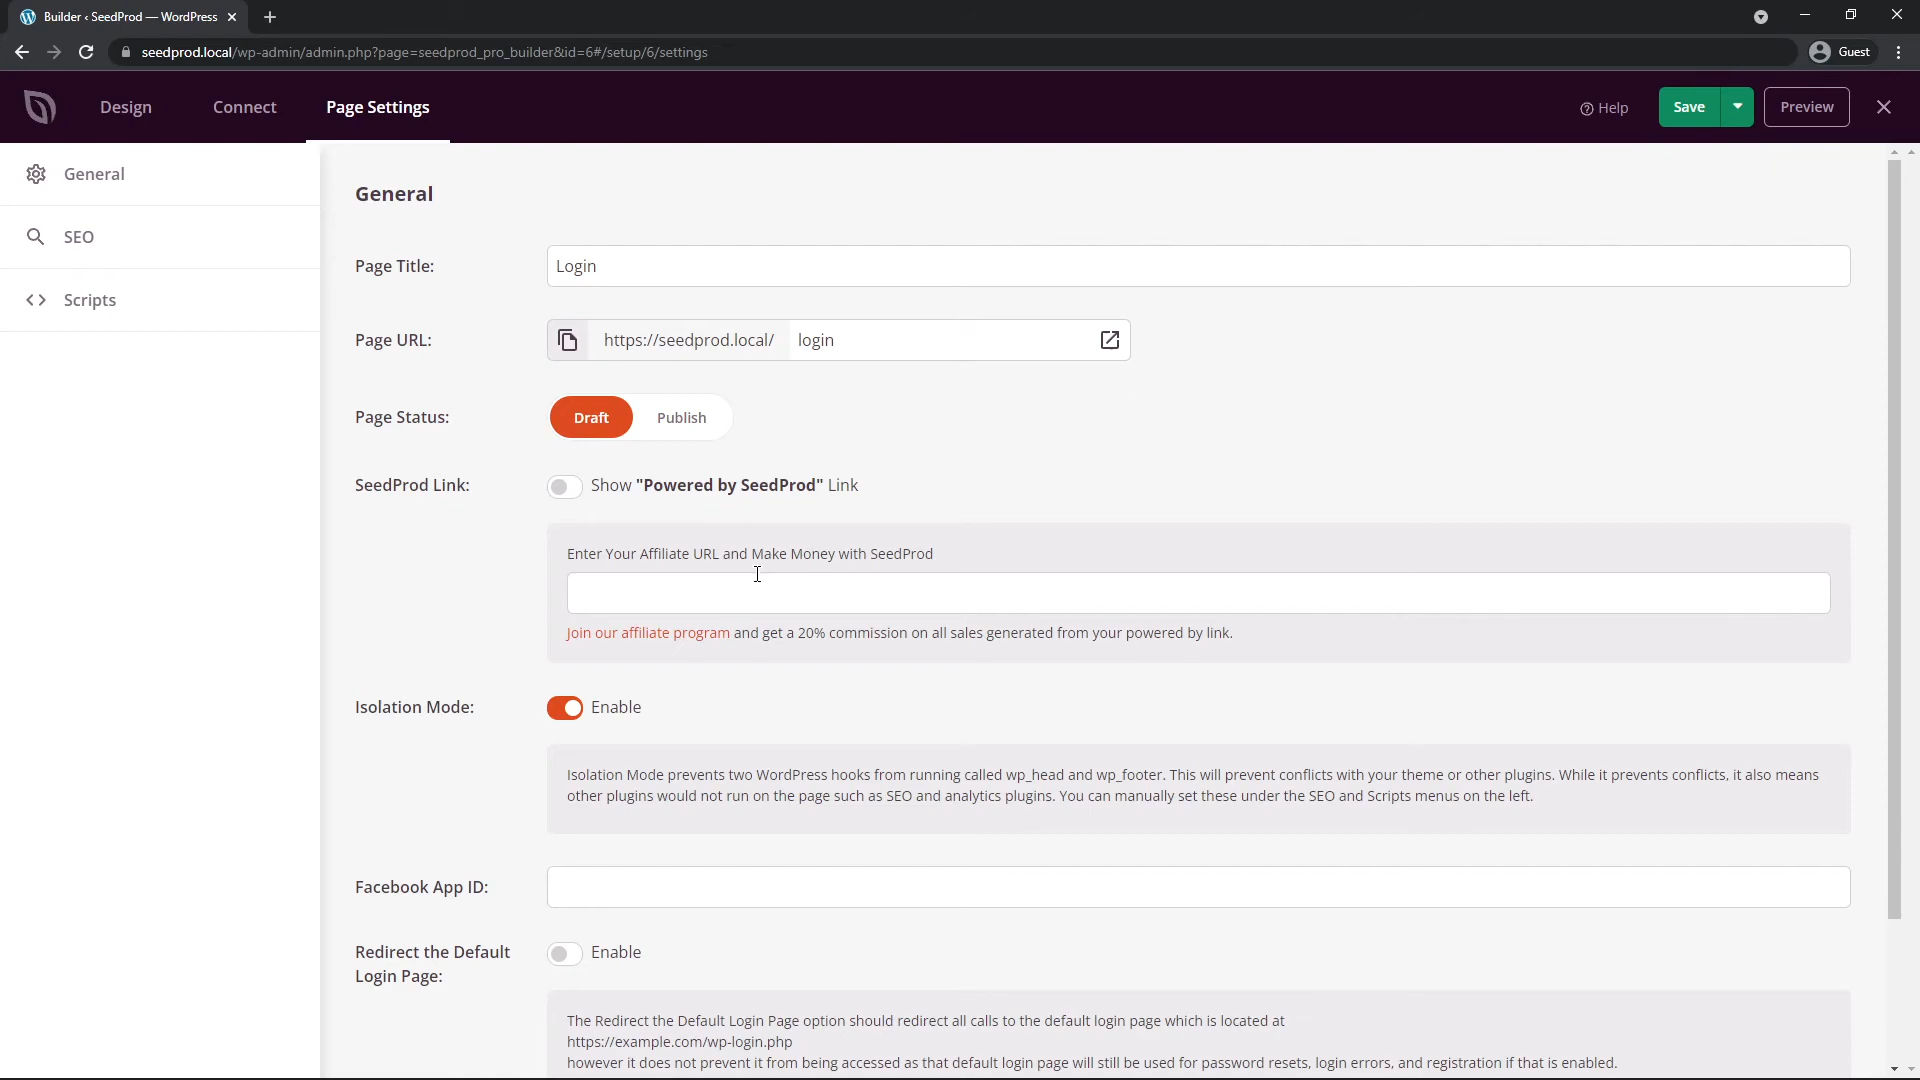 Builder ‹ SeedProd — WordPress
seedprod.local/wp-admin/admin.php?page=seedprod_pro_builder&id=6#/setup/6/settings
Guest
Design
Connect
Page Settings
Help
Save
Preview
General
SEO
Scripts
General
Page Title:
Login
Page URL:
https://seedprod.local/
login
Page Status:
Draft
Publish
SeedProd Link:
Show "Powered by SeedProd" Link
Enter Your Affiliate URL and Make Money with SeedProd
Join our affiliate program and get a 20% commission on all sales generated from your powered by link.
Isolation Mode:
Enable
Isolation Mode prevents two WordPress hooks from running called wp_head and wp_footer. This will prevent conflicts with your theme or other plugins. While it prevents conflicts, it also means
other plugins would not run on the page such as SEO and analytics plugins. You can manually set these under the SEO and Scripts menus on the left.
Facebook App ID:
Redirect the Default
Login Page:
Enable
The Redirect the Default Login Page option should redirect all calls to the default login page which is located at
https://example.com/wp-login.php
however it does not prevent it from being accessed as that default login page will still be used for password resets, login errors, and registration if that is enabled.